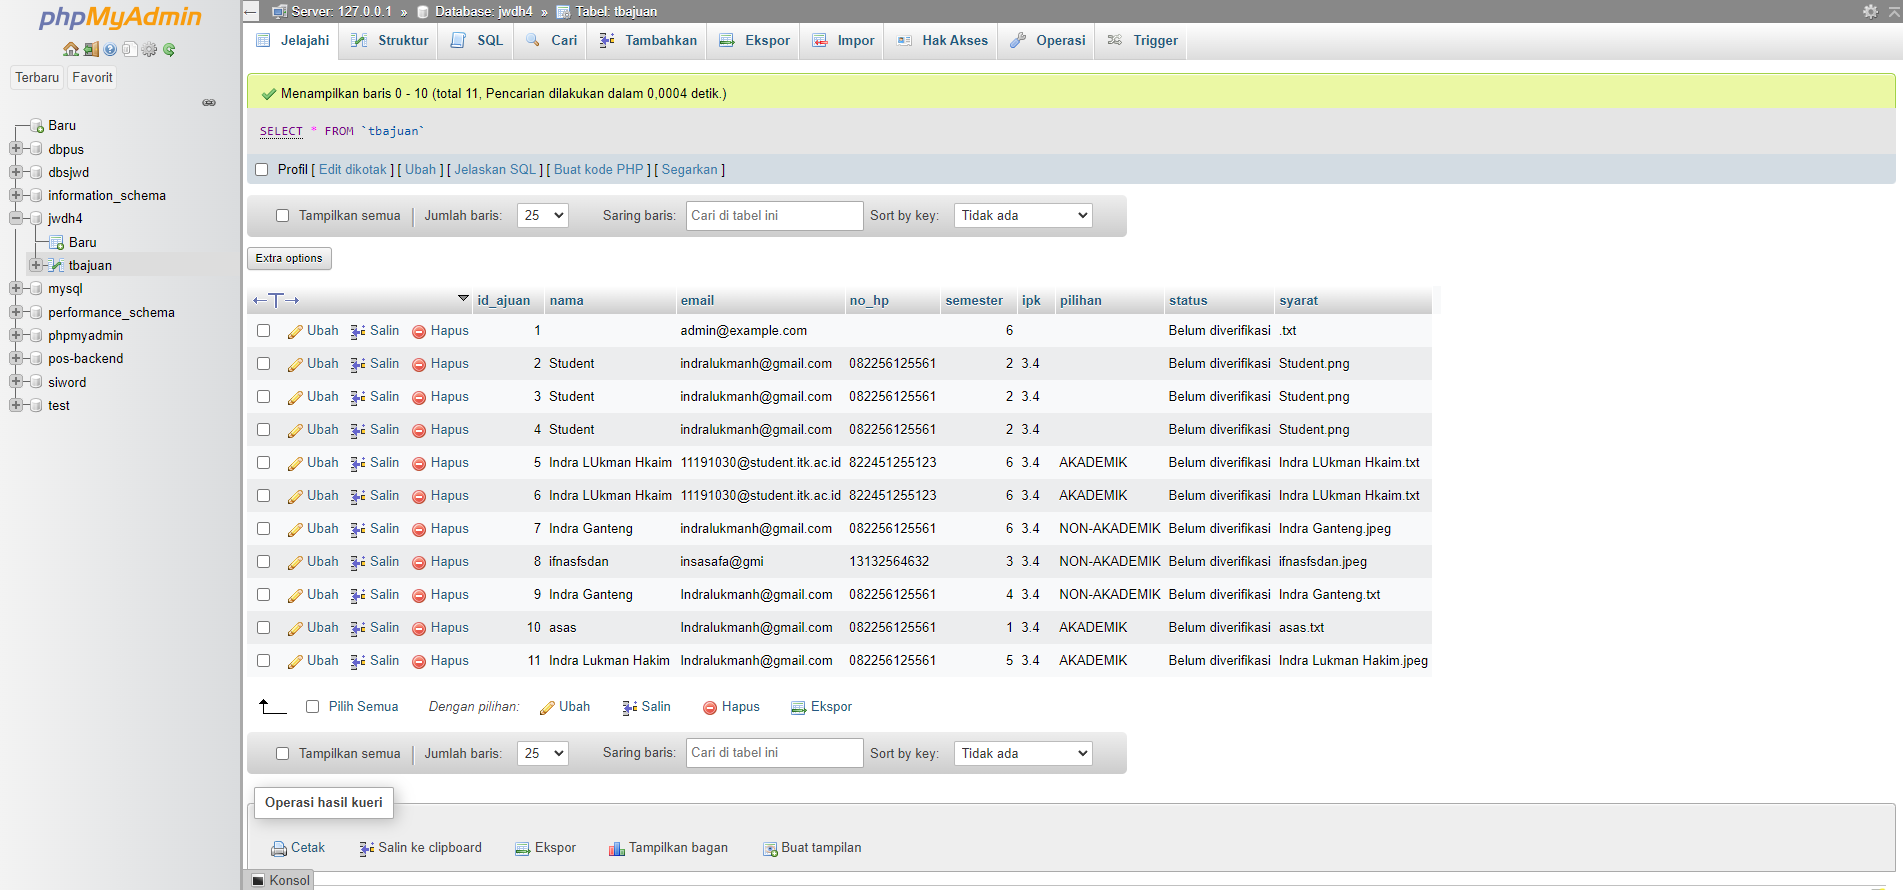 phpMyAdmin
Terbaru Favorit
Baru
dbpus
dbsjwd
information_schema
jwdh4
Baru
tbajuan
mysql
performance_schema
phpmyadmin
pos-backend
siword
test
Server: 127.0.0.1 » Database: jwdh4 » Tabel: tbajuan
Jelajahi Struktur SQL Cari Tambahkan Ekspor Impor Hak Akses Operasi Trigger
Menampilkan baris 0 - 10 (total 11, Pencarian dilakukan dalam 0,0004 detik.)
SELECT * FROM `tbajuan`
Profil [ Edit dikotak ] [ Ubah ] [ Jelaskan SQL ] [ Buat kode PHP ] [ Segarkan ]
Tampilkan semua | Jumlah baris: 25 Saring baris: Cari di tabel ini Sort by key: Tidak ada
Extra options
←T→ id_ajuan nama email no_hp semester ipk pilihan status syarat
Ubah Salin Hapus 1 admin@example.com 6 Belum diverifikasi .txt
Ubah Salin Hapus 2 Student indralukmanh@gmail.com 082256125561 2 3.4 Belum diverifikasi Student.png
Ubah Salin Hapus 3 Student indralukmanh@gmail.com 082256125561 2 3.4 Belum diverifikasi Student.png
Ubah Salin Hapus 4 Student indralukmanh@gmail.com 082256125561 2 3.4 Belum diverifikasi Student.png
Ubah Salin Hapus 5 Indra LUkman Hkaim 11191030@student.itk.ac.id 822451255123 6 3.4 AKADEMIK Belum diverifikasi Indra LUkman Hkaim.txt
Ubah Salin Hapus 6 Indra LUkman Hkaim 11191030@student.itk.ac.id 822451255123 6 3.4 AKADEMIK Belum diverifikasi Indra LUkman Hkaim.txt
Ubah Salin Hapus 7 Indra Ganteng indralukmanh@gmail.com 082256125561 6 3.4 NON-AKADEMIK Belum diverifikasi Indra Ganteng.jpeg
Ubah Salin Hapus 8 ifnasfsdan insasafa@gmi 13132564632 3 3.4 NON-AKADEMIK Belum diverifikasi ifnasfsdan.jpeg
Ubah Salin Hapus 9 Indra Ganteng Indralukmanh@gmail.com 082256125561 4 3.4 NON-AKADEMIK Belum diverifikasi Indra Ganteng.txt
Ubah Salin Hapus 10 asas Indralukmanh@gmail.com 082256125561 1 3.4 AKADEMIK Belum diverifikasi asas.txt
Ubah Salin Hapus 11 Indra Lukman Hakim Indralukmanh@gmail.com 082256125561 5 3.4 AKADEMIK Belum diverifikasi Indra Lukman Hakim.jpeg
Pilih Semua Dengan pilihan: Ubah Salin Hapus Ekspor
Tampilkan semua | Jumlah baris: 25 Saring baris: Cari di tabel ini Sort by key: Tidak ada
Operasi hasil kueri
Cetak Salin ke clipboard Ekspor Tampilkan bagan Buat tampilan
Konsol